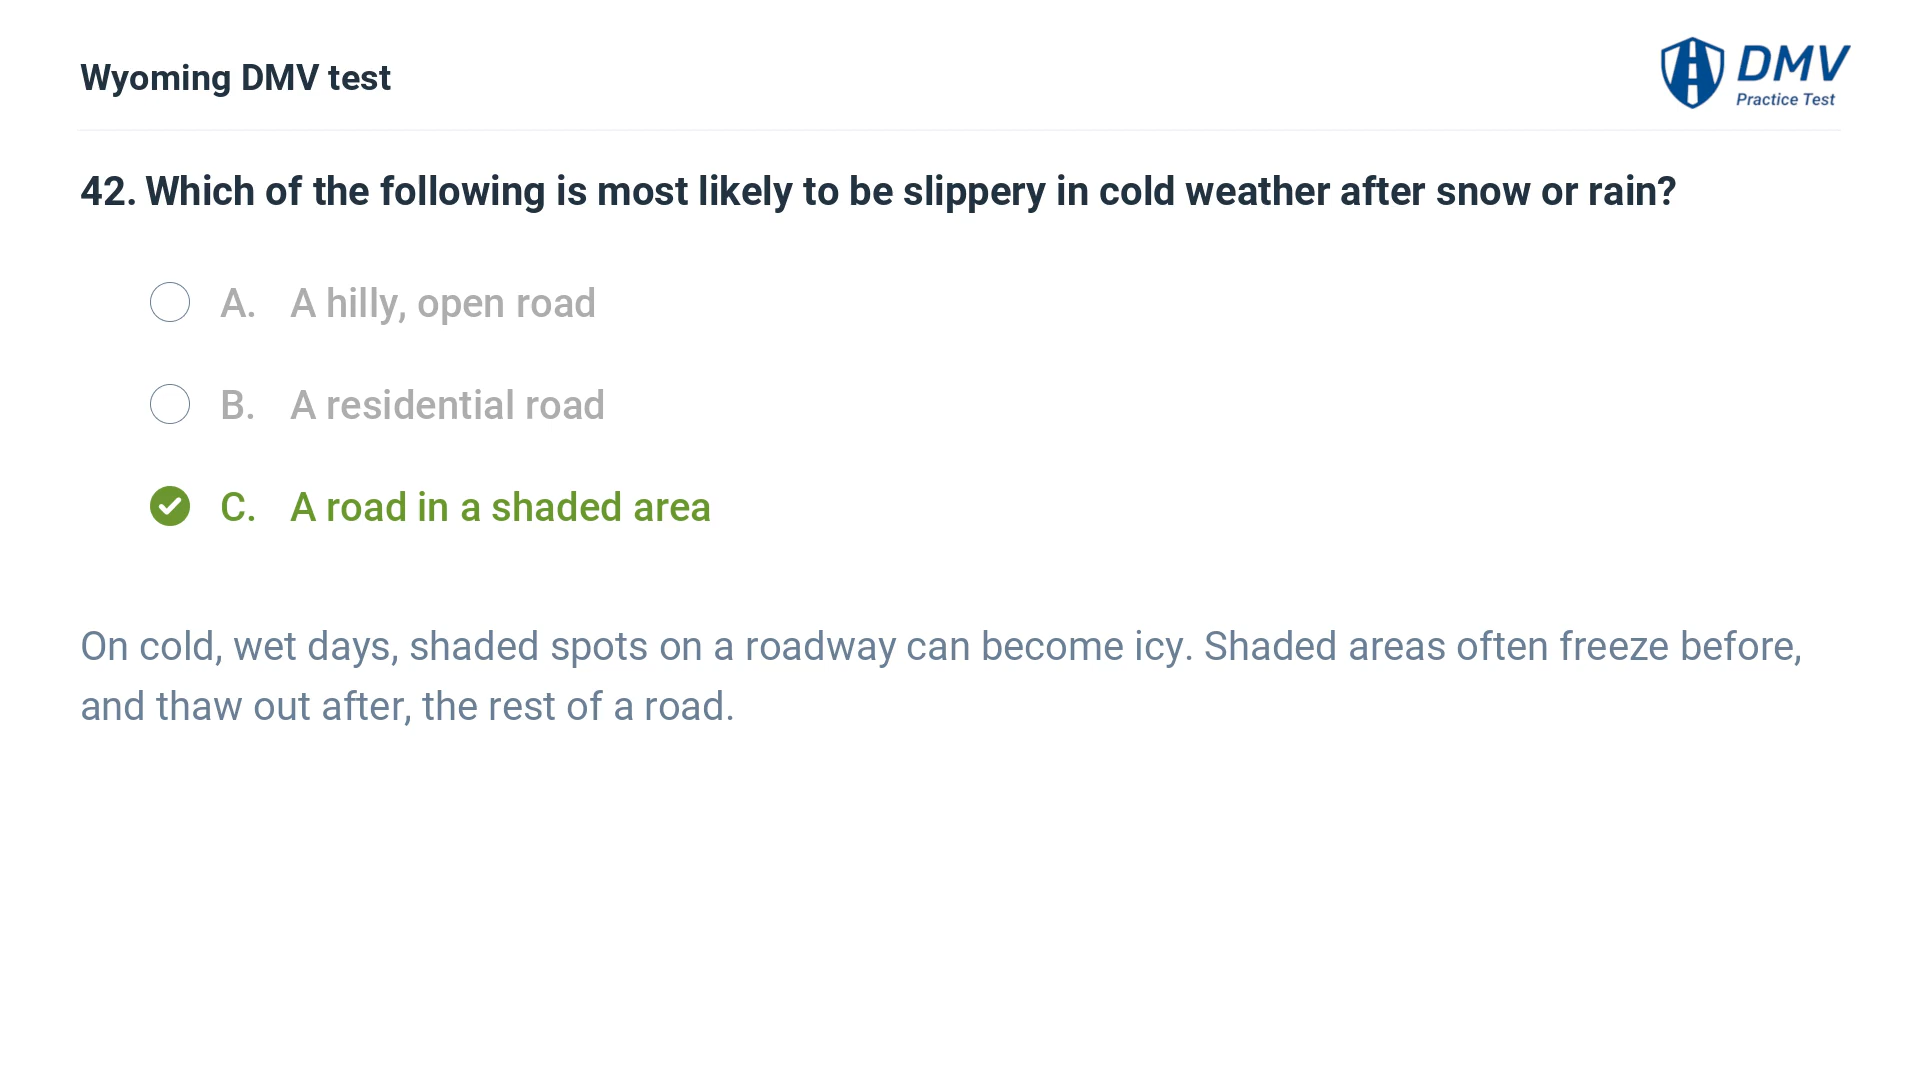 Wyoming DMV test
DMV
Practice Test
42. Which of the following is most likely to be slippery in cold weather after snow or rain?
A. A hilly, open road
B. A residential road
C. A road in a shaded area
On cold, wet days, shaded spots on a roadway can become icy. Shaded areas often freeze before,
and thaw out after, the rest of a road.